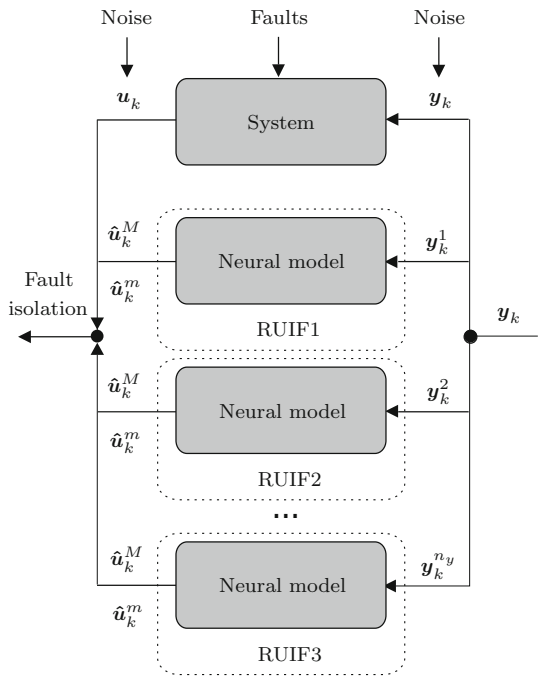 Noise Faults Noise
u_k y_k
System
û_k^M y_k^1
Neural model
û_k^m
RUIF1
Fault
isolation
y_k
û_k^M y_k^2
Neural model
û_k^m
RUIF2
...
û_k^M y_k^{n_y}
Neural model
û_k^m
RUIF3